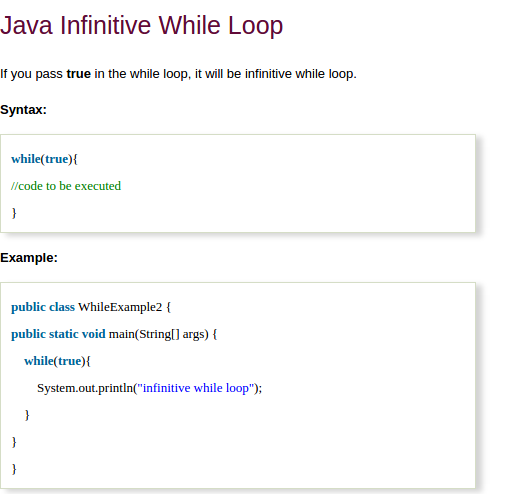 Java Infinitive While Loop
If you pass true in the while loop, it will be infinitive while loop.
Syntax:
while(true){
//code to be executed
}
Example:
public class WhileExample2 {
public static void main(String[] args) {
    while(true){
        System.out.println("infinitive while loop");
    }
}
}